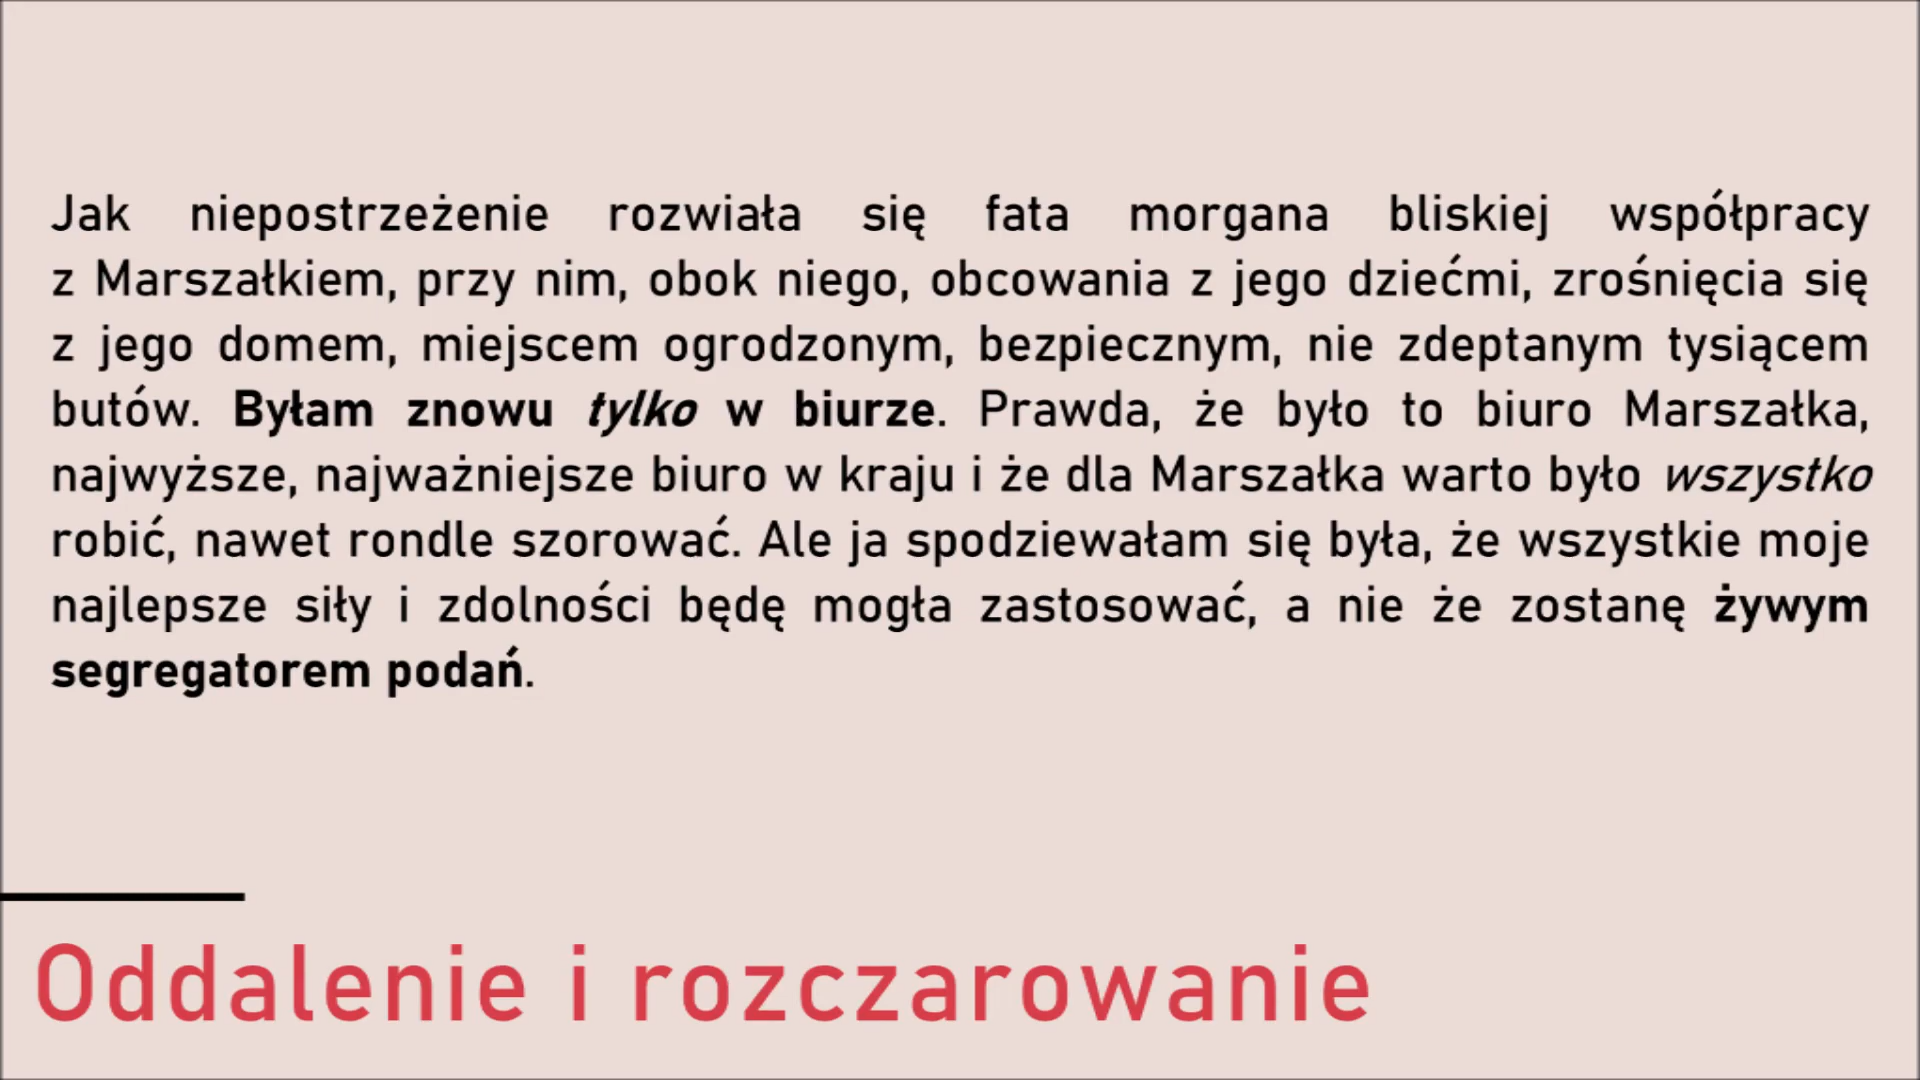 Jak niepostrzeżenie rozwiała się fata morgana bliskiej współpracy
z Marszałkiem, przy nim, obok niego, obcowania z jego dziećmi, zrośnięcia się
z jego domem, miejscem ogrodzonym, bezpiecznym, nie zdeptanym tysiącem
butów. Byłam znowu tylko w biurze. Prawda, że było to biuro Marszałka,
najwyższe, najważniejsze biuro w kraju i że dla Marszałka warto było wszystko
robić, nawet rondle szorować. Ale ja spodziewałam się była, że wszystkie moje
najlepsze siły i zdolności będę mogła zastosować, a nie że zostanę żywym
segregatorem podań.
Oddalenie i rozczarowanie